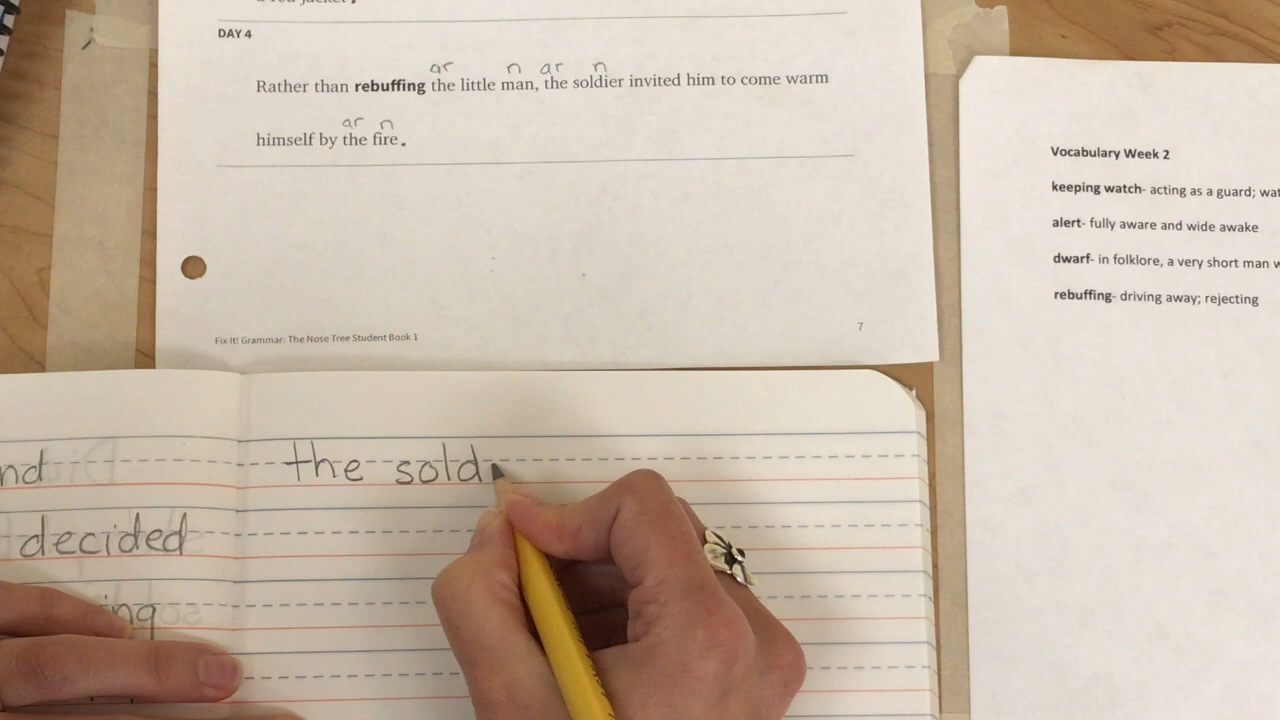 DAY 4
ar n ar n
Rather than rebuffing the little man, the soldier invited him to come warm
ar n
himself by the fire.
Fix It! Grammar: The Nose Tree Student Book 1
7
Vocabulary Week 2
keeping watch- acting as a guard;
alert- fully aware and wide awake
dwarf- in folklore, a very short man
rebuffing- driving away; rejecting
the sold
decided